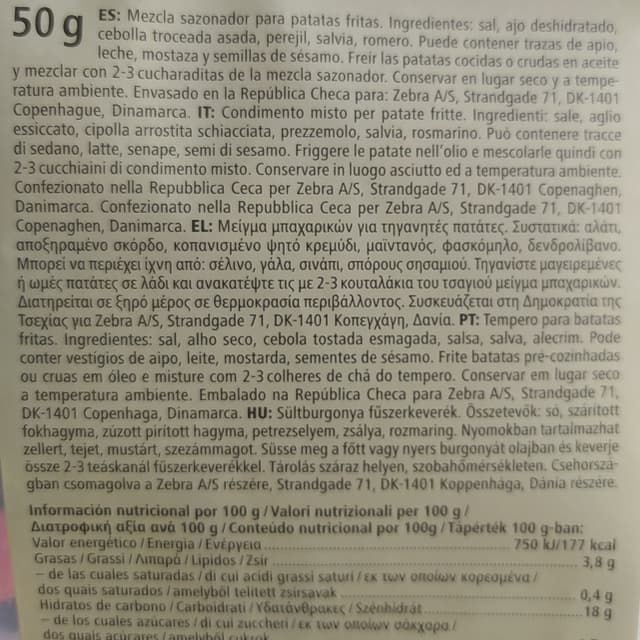 50 g
ES: Mezcla sazonador para patatas fritas. Ingredientes: sal, ajo deshidratado,
cebolla troceada asada, perejil, salvia, romero. Puede contener trazas de apio,
leche, mostaza y semillas de sésamo. Freir las patatas cocidas o crudas en aceite
y mezclar con 2-3 cucharaditas de la mezcla sazonador. Conservar en lugar seco y a tempe-
ratura ambiente. Envasado en la República Checa para: Zebra A/S, Strandgade 71, DK-1401
Copenhague, Dinamarca. IT: Condimento misto per patate fritte. Ingredienti: sale, aglio
essiccato, cipolla arrostita schiacciata, prezzemolo, salvia, rosmarino. Può contenere tracce
di sedano, latte, senape, semi di sesamo. Friggere le patate nell'olio e mescolarle quindi con
2-3 cucchiaini di condimento misto. Conservare in luogo asciutto ed a temperatura ambiente.
Confezionato nella Repubblica Ceca per Zebra A/S, Strandgade 71, DK-1401 Copenaghen,
Danimarca. Confezionato nella Repubblica Ceca per Zebra A/S, Strandgade 71, DK-1401
Copenaghen, Danimarca. EL: Μείγμα μπαχαρικών για τηγανητές πατάτες. Συστατικά: αλάτι,
αποξηραμένο σκόρδο, κοπανισμένο ψητό κρεμύδι, μαϊντανός, φασκόμηλο, δενδρολίβανο.
Μπορεί να περιέχει ίχνη από: σέλινο, γάλα, σινάπι, σπόρους σησαμιού. Τηγανίστε μαγειρεμένες
ή ωμές πατάτες σε λάδι και ανακατέψτε τις με 2-3 κουταλάκια του τσαγιού μείγμα μπαχαρικών.
Διατηρείται σε ξηρό μέρος σε θερμοκρασία περιβάλλοντος. Συσκευάζεται στη Δημοκρατία της
Τσεχίας για Zebra A/S, Strandgade 71, DK-1401 Κοπεγχάγη, Δανία. PT: Tempero para batatas
fritas. Ingredientes: sal, alho seco, cebola tostada esmagada, salsa, salva, alecrim. Pode
conter vestígios de aipo, leite, mostarda, sementes de sésamo. Frite batatas pré-cozinhadas
ou cruas em óleo e misture com 2-3 colheres de chá do tempero. Conservar em lugar seco
a temperatura ambiente. Embalado na República Checa para Zebra A/S, Strandgade 71,
DK-1401 Copenhaga, Dinamarca. HU: Sültburgonya fűszerkeverék. Összetevők: só, szárított
fokhagyma, zúzott pirított hagyma, petrezselyem, zsálya, rozmaring. Nyomokban tartalmazhat
zellert, tejet, mustárt, szezámmagot. Süsse meg a főtt vagy nyers burgonyát olajban és keverje
össze 2-3 teáskanál fűszerkeverékkel. Tárolás száraz helyen, szobahőmérsékleten. Csehorszá-
gban csomagolva a Zebra A/S részére, Strandgade 71, DK-1401 Koppenhága, Dánia részére.
Información nutricional por 100 g / Valori nutrizionali per 100 g /
Διατροφική αξία ανά 100 g / Conteúdo nutricional por 100g / Tápérték 100 g-ban:
Valor energético / Energia / Ενέργεια ........ 750 kJ/177 kcal
Grasas / Grassi / Λιπαρά / Lípidos / Zsír ........ 3,8 g
– de las cuales saturadas / di cui acidi grassi saturi / εκ των οποίων κορεσμένα /
dos quais saturados / amelyből telített zsírsavak ........ 0,4 g
Hidratos de carbono / Carboidrati / Υδατάνθρακες / Szénhidrát ........ 18 g
– de los cuales azúcares / di cui zuccheri / εκ των οποίων σάκχαρα /
dos quais açúcares / amelyből cukrok